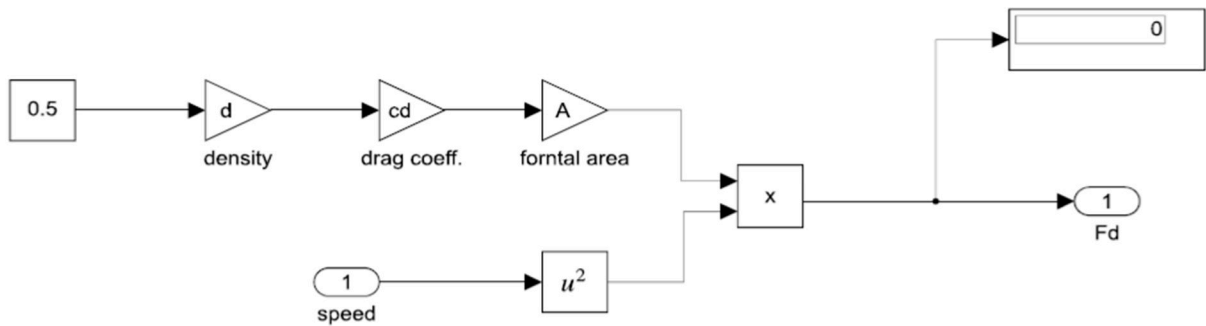 0
0.5
d
cd
A
density
drag coeff.
forntal area
x
1
Fd
1
u²
speed